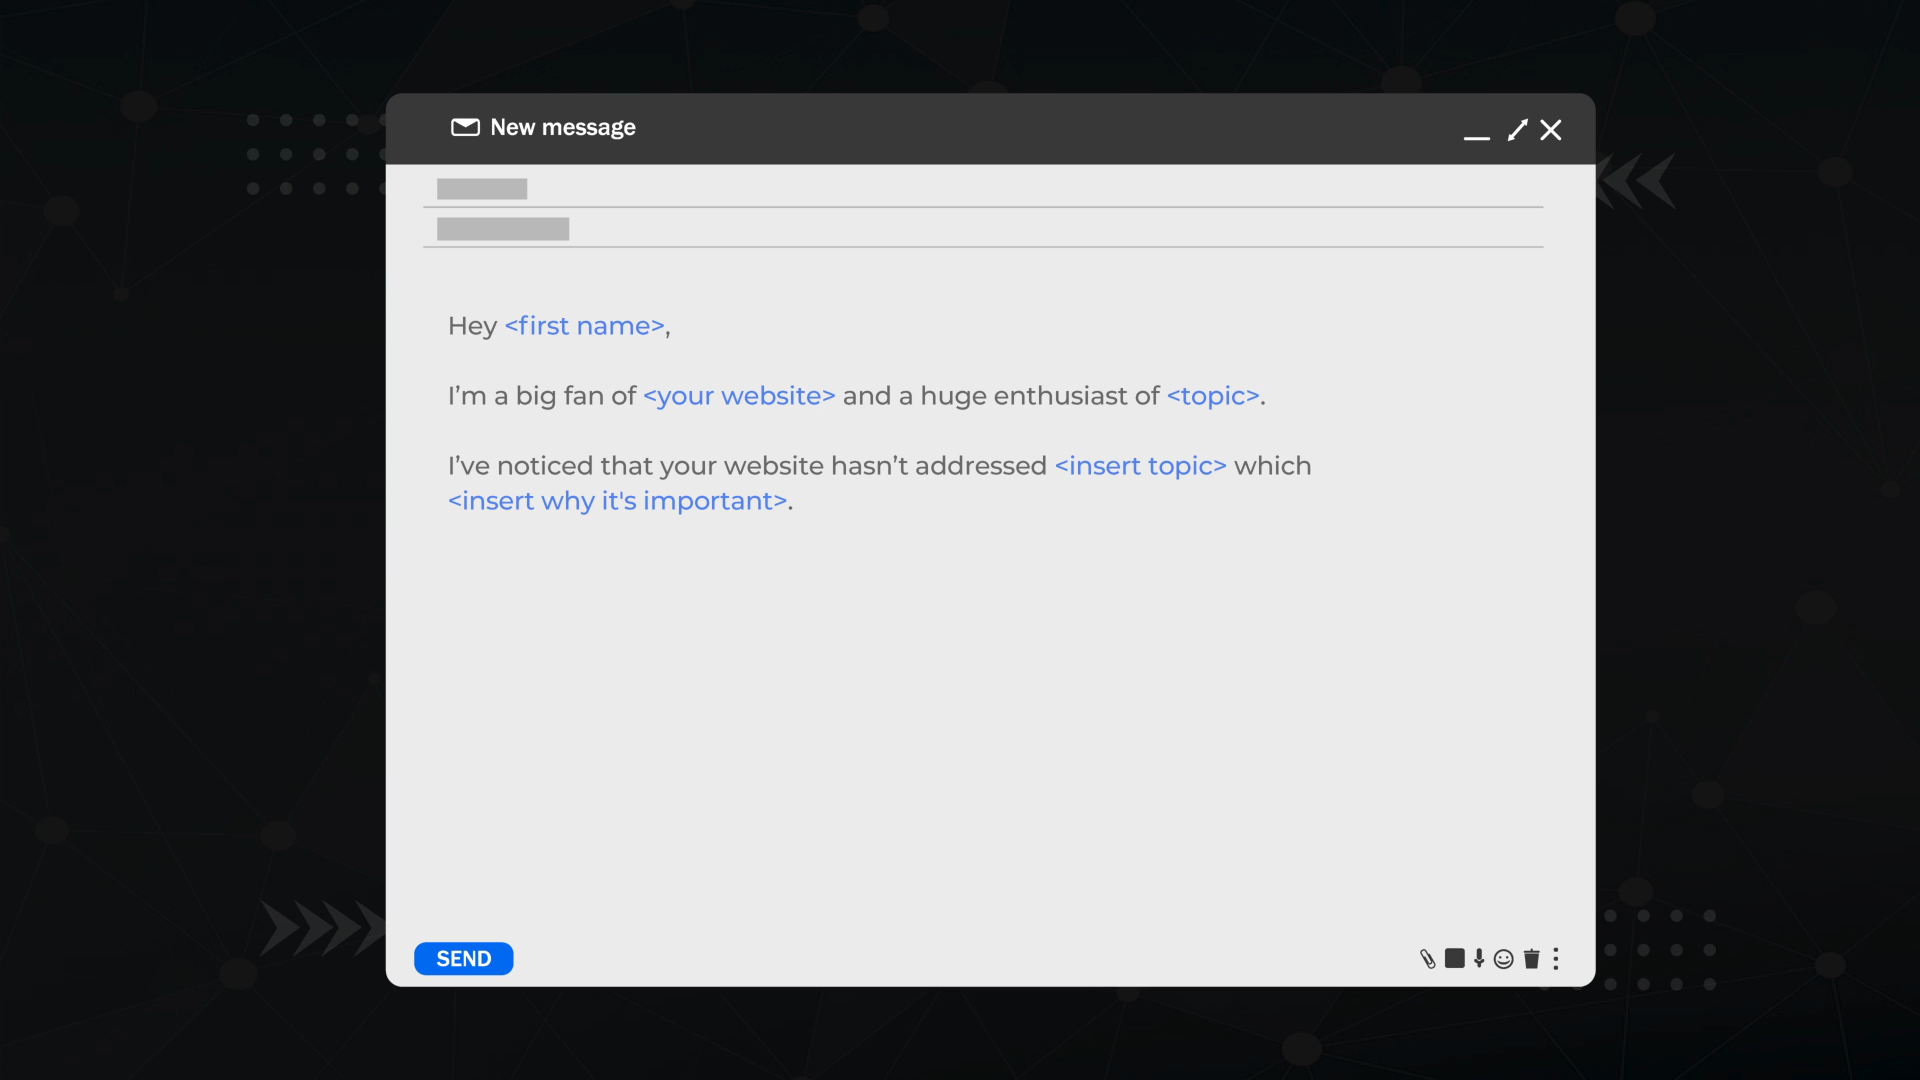 New message
Hey <first name>,
I’m a big fan of <your website> and a huge enthusiast of <topic>.
I’ve noticed that your website hasn’t addressed <insert topic> which
<insert why it's important>.
SEND